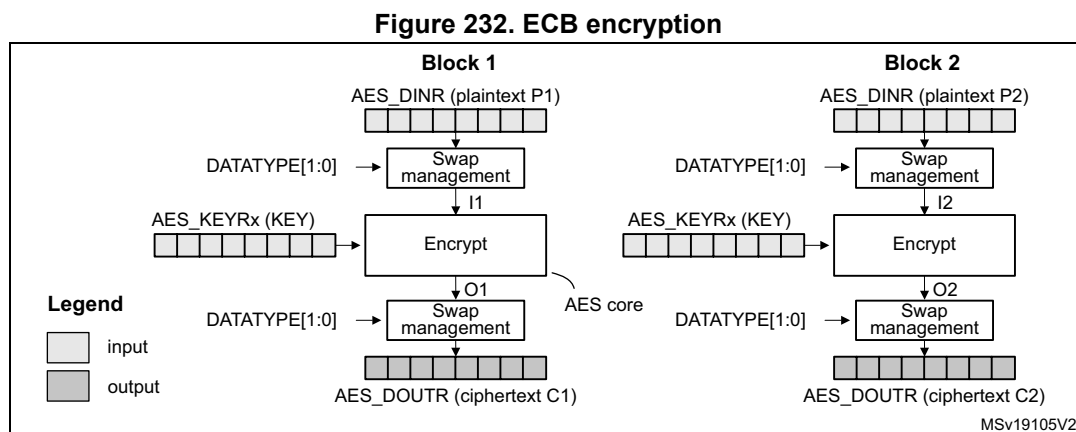 Figure 232. ECB encryption
Block 1
AES_DINR (plaintext P1)
DATATYPE[1:0]
Swap
management
I1
AES_KEYRx (KEY)
Encrypt
O1
AES core
DATATYPE[1:0]
Swap
management
AES_DOUTR (ciphertext C1)
Block 2
AES_DINR (plaintext P2)
DATATYPE[1:0]
Swap
management
I2
AES_KEYRx (KEY)
Encrypt
O2
DATATYPE[1:0]
Swap
management
AES_DOUTR (ciphertext C2)
Legend
input
output
MSv19105V2